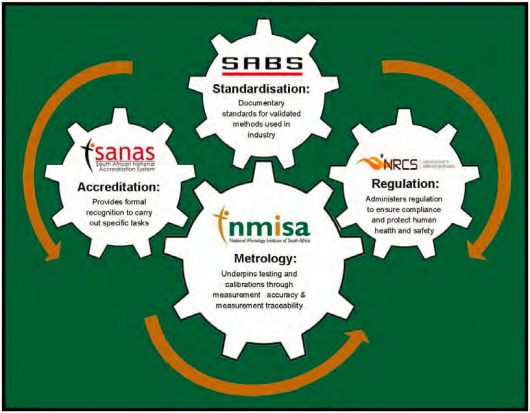 SABS
Standardisation:
Documentary
standards for validated
methods used in
industry
sanas
South African National
Accreditation System
Accreditation:
Provides formal
recognition to carry
out specific tasks
NRCS
Regulation:
Administers regulation
to ensure compliance
and protect human
health and safety
nmisa
National Metrology Institute of South Africa
Metrology:
Underpins testing and
calibrations through
measurement accuracy &
measurement traceability